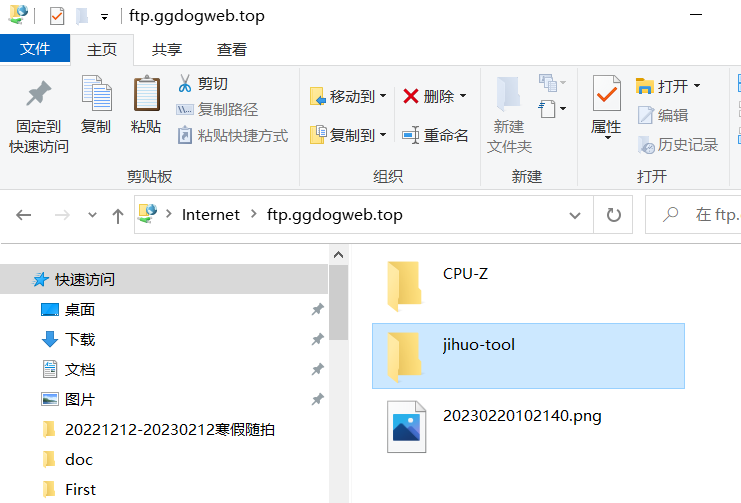 ftp.ggdogweb.top
文件 主页 共享 查看
固定到
快速访问
复制
粘贴
剪切
复制路径
粘贴快捷方式
剪贴板
移动到
复制到
删除
重命名
组织
新建
文件夹
新建
属性
打开
编辑
历史记录
打开
Internet ftp.ggdogweb.top
在 ftp.
快速访问
桌面
下载
文档
图片
20221212-20230212寒假随拍
doc
First
CPU-Z
jihuo-tool
20230220102140.png